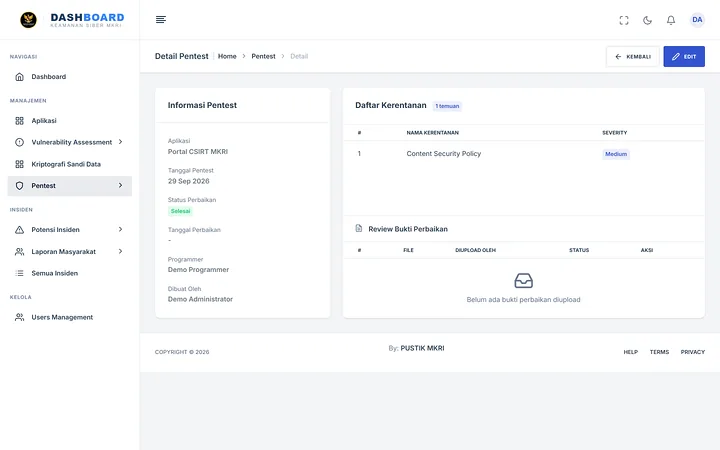 DASHBOARD
KEAMANAN SIBER MKRI
DA
NAVIGASI
Dashboard
MANAJEMEN
Aplikasi
Vulnerability Assessment
Kriptografi Sandi Data
Pentest
INSIDEN
Potensi Insiden
Laporan Masyarakat
Semua Insiden
KELOLA
Users Management
Detail Pentest Home Pentest Detail
KEMBALI
EDIT
Informasi Pentest
Aplikasi
Portal CSIRT MKRI
Tanggal Pentest
29 Sep 2026
Status Perbaikan
Selesai
Tanggal Perbaikan
-
Programmer
Demo Programmer
Dibuat Oleh
Demo Administrator
Daftar Kerentanan 1 temuan
# NAMA KERENTANAN SEVERITY
1 Content Security Policy Medium
Review Bukti Perbaikan
# FILE DIUPLOAD OLEH STATUS AKSI
Belum ada bukti perbaikan diupload
COPYRIGHT © 2026
By: PUSTIK MKRI
HELP TERMS PRIVACY